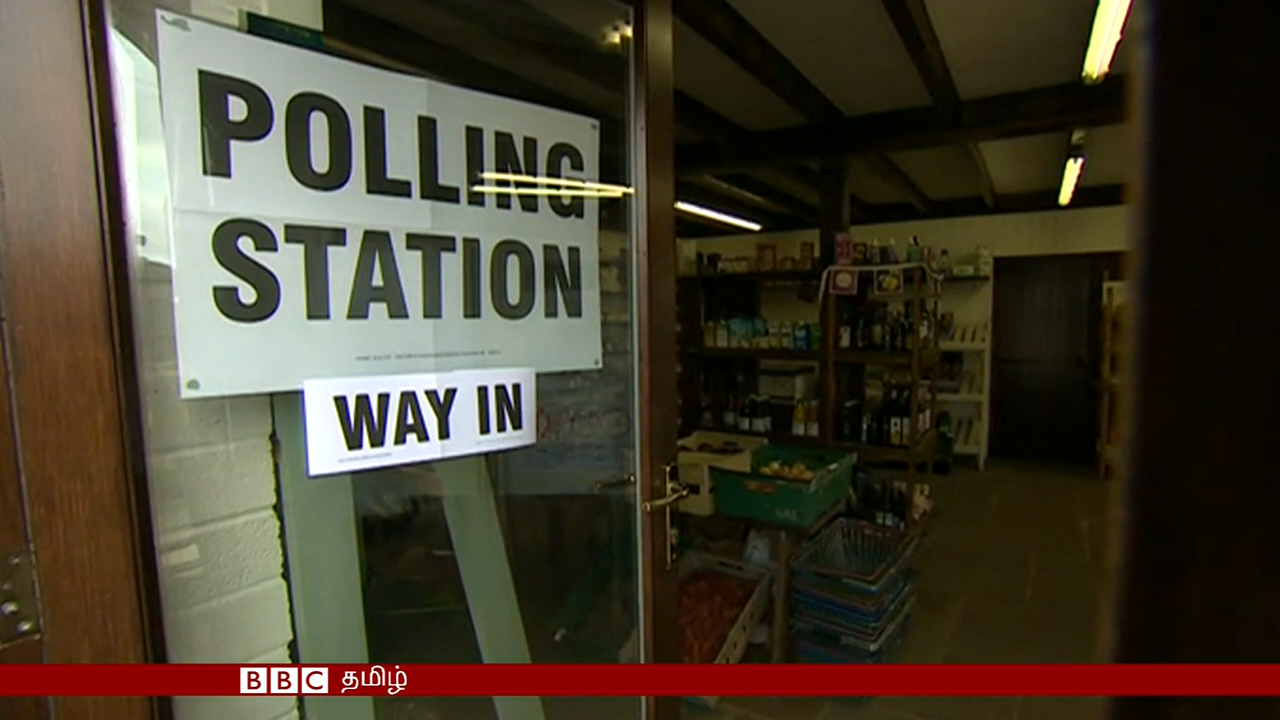 POLLING
STATION
WAY IN
BBC தமிழ்